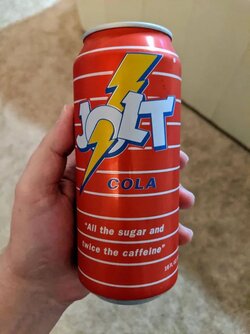 JOLT
COLA
"All the sugar and
twice the caffeine"